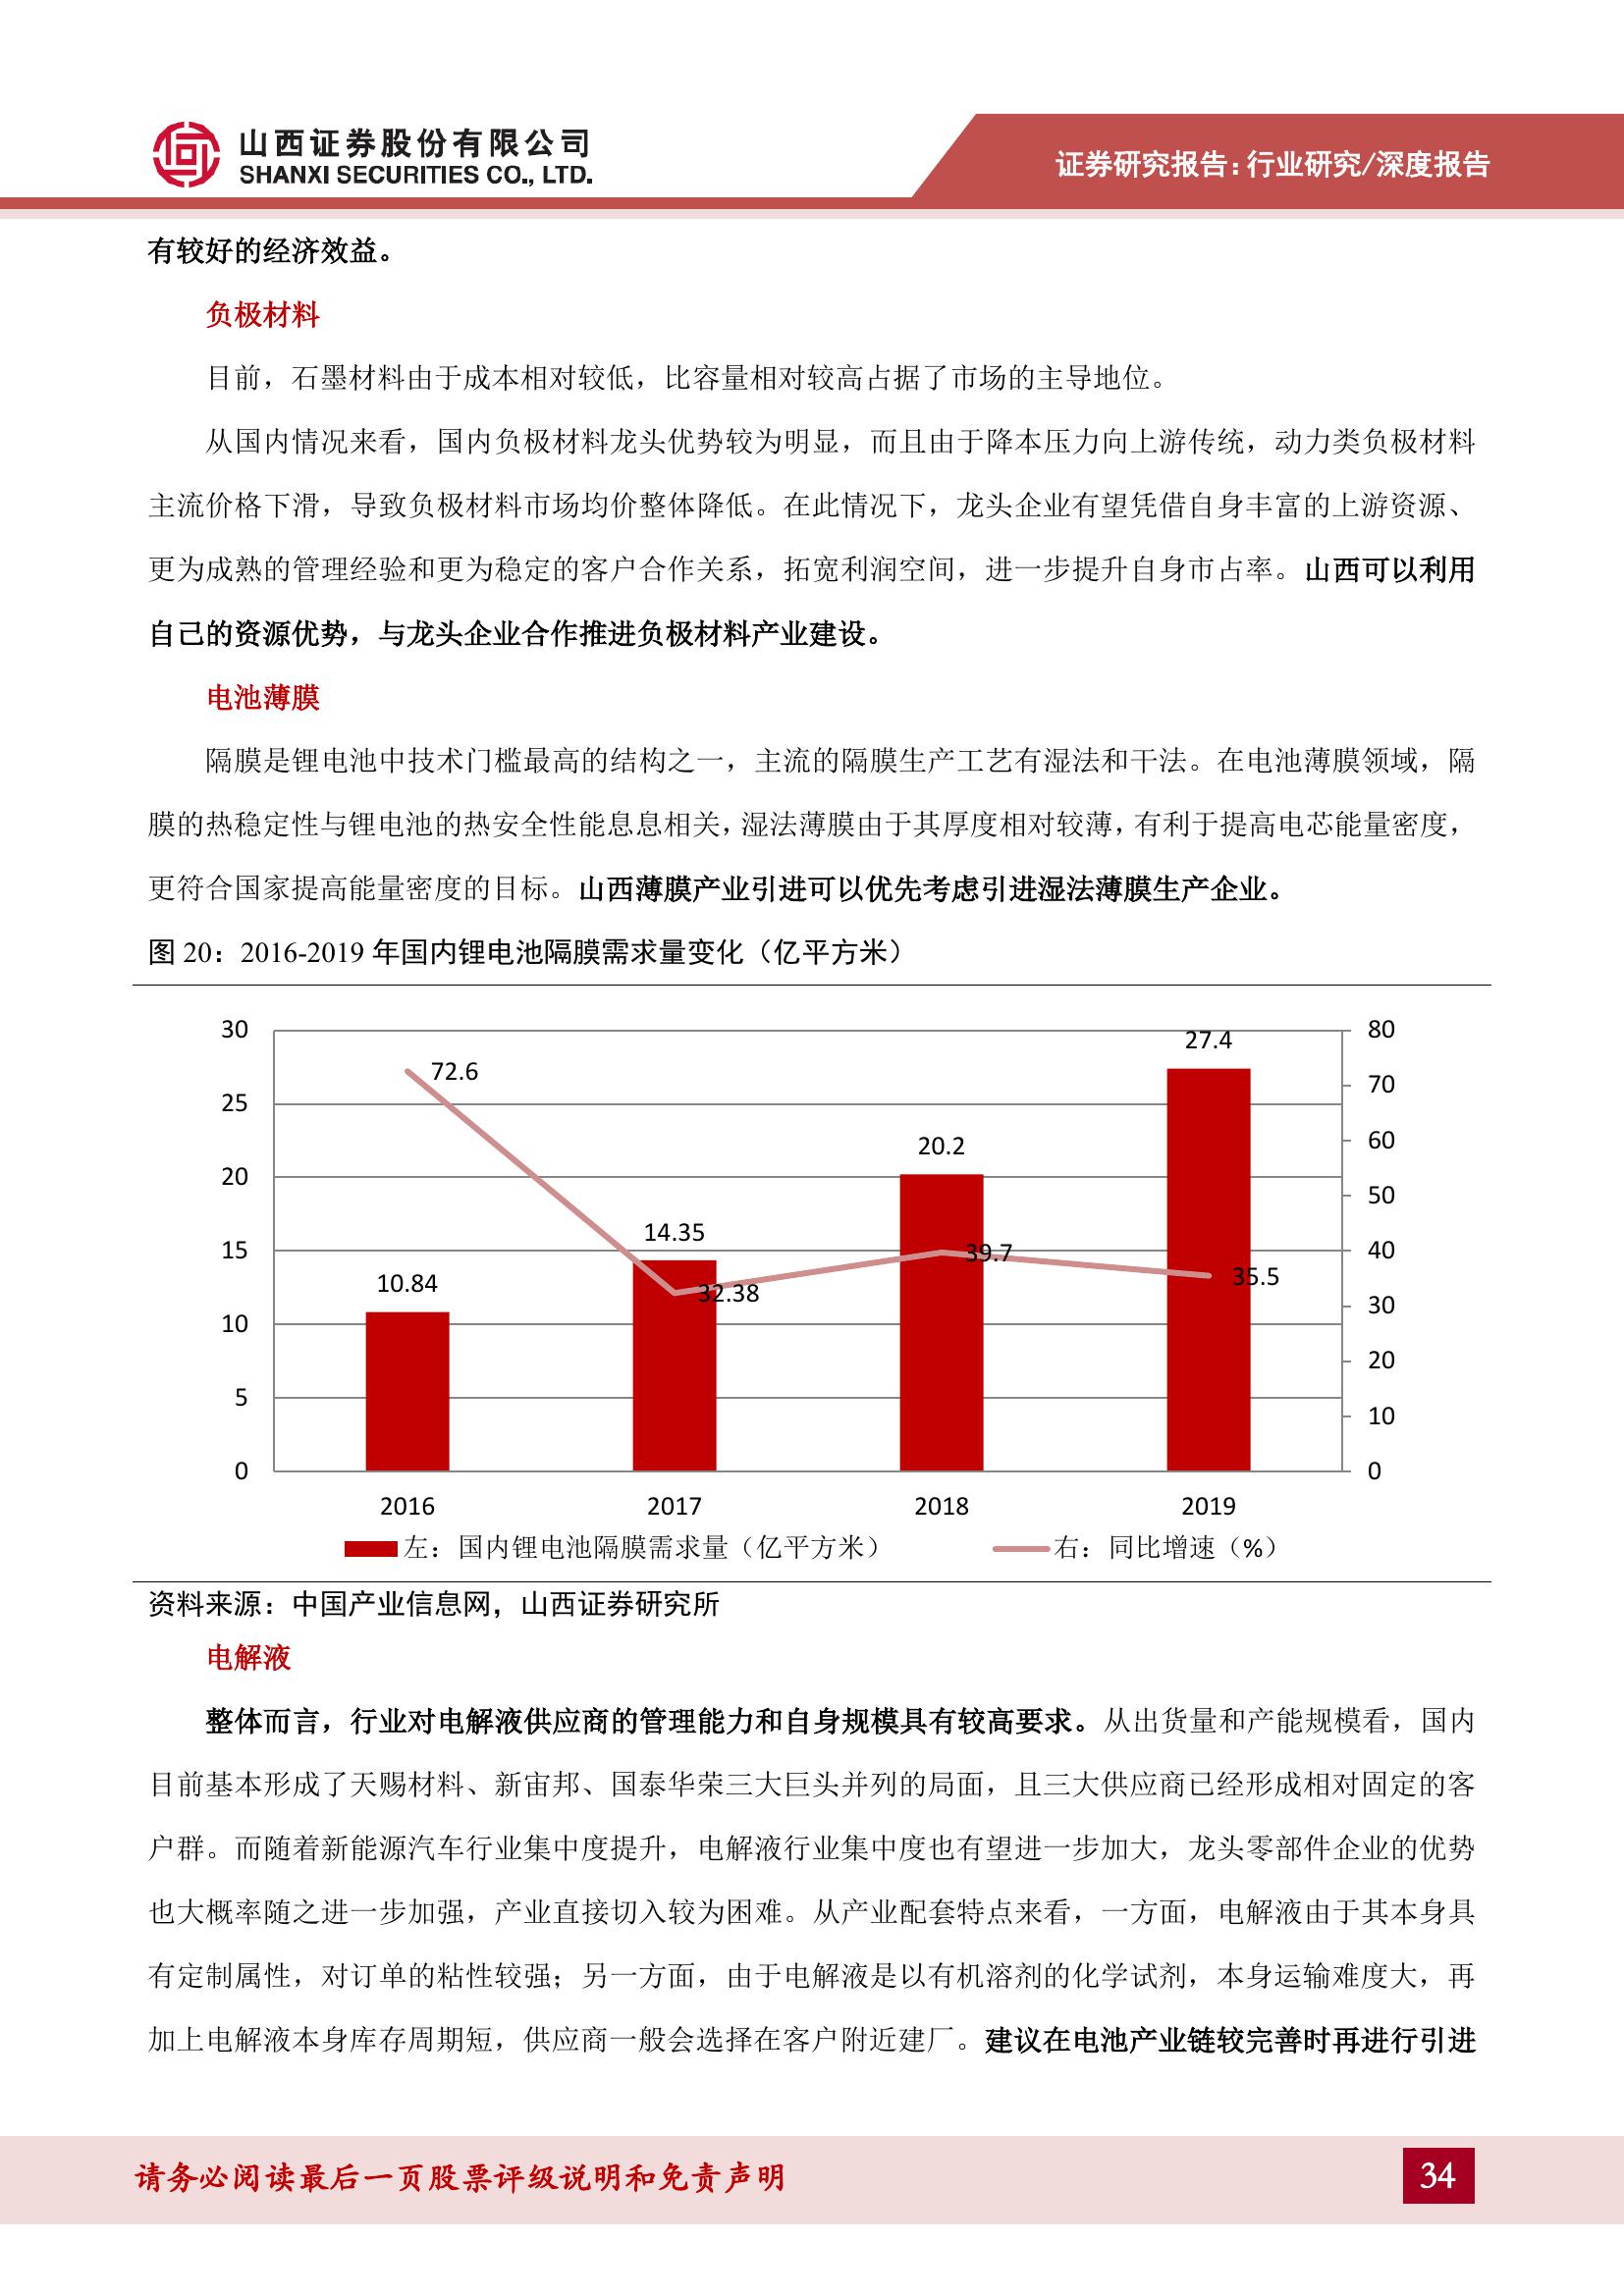 山西证券股份有限公司
SHANXI SECURITIES CO., LTD.
证券研究报告：行业研究/深度报告
有较好的经济效益。
负极材料
目前，石墨材料由于成本相对较低，比容量相对较高占据了市场的主导地位。
从国内情况来看，国内负极材料龙头优势较为明显，而且由于降本压力向上游传统，动力类负极材料
主流价格下滑，导致负极材料市场均价整体降低。在此情况下，龙头企业有望凭借自身丰富的上游资源、
更为成熟的管理经验和更为稳定的客户合作关系，拓宽利润空间，进一步提升自身市占率。山西可以利用
自己的资源优势，与龙头企业合作推进负极材料产业建设。
电池薄膜
隔膜是锂电池中技术门槛最高的结构之一，主流的隔膜生产工艺有湿法和干法。在电池薄膜领域，隔
膜的热稳定性与锂电池的热安全性能息息相关，湿法薄膜由于其厚度相对较薄，有利于提高电芯能量密度，
更符合国家提高能量密度的目标。山西薄膜产业引进可以优先考虑引进湿法薄膜生产企业。
图 20：2016-2019 年国内锂电池隔膜需求量变化（亿平方米）
30
25
20
15
10
5
0
80
70
60
50
40
30
20
10
0
72.6
32.38
39.7
35.5
10.84
14.35
20.2
27.4
2016 2017 2018 2019
左：国内锂电池隔膜需求量（亿平方米） 右：同比增速（%）
资料来源：中国产业信息网，山西证券研究所
电解液
整体而言，行业对电解液供应商的管理能力和自身规模具有较高要求。从出货量和产能规模看，国内
目前基本形成了天赐材料、新宙邦、国泰华荣三大巨头并列的局面，且三大供应商已经形成相对固定的客
户群。而随着新能源汽车行业集中度提升，电解液行业集中度也有望进一步加大，龙头零部件企业的优势
也大概率随之进一步加强，产业直接切入较为困难。从产业配套特点来看，一方面，电解液由于其本身具
有定制属性，对订单的粘性较强；另一方面，由于电解液是以有机溶剂的化学试剂，本身运输难度大，再
加上电解液本身库存周期短，供应商一般会选择在客户附近建厂。建议在电池产业链较完善时再进行引进
请务必阅读最后一页股票评级说明和免责声明
34